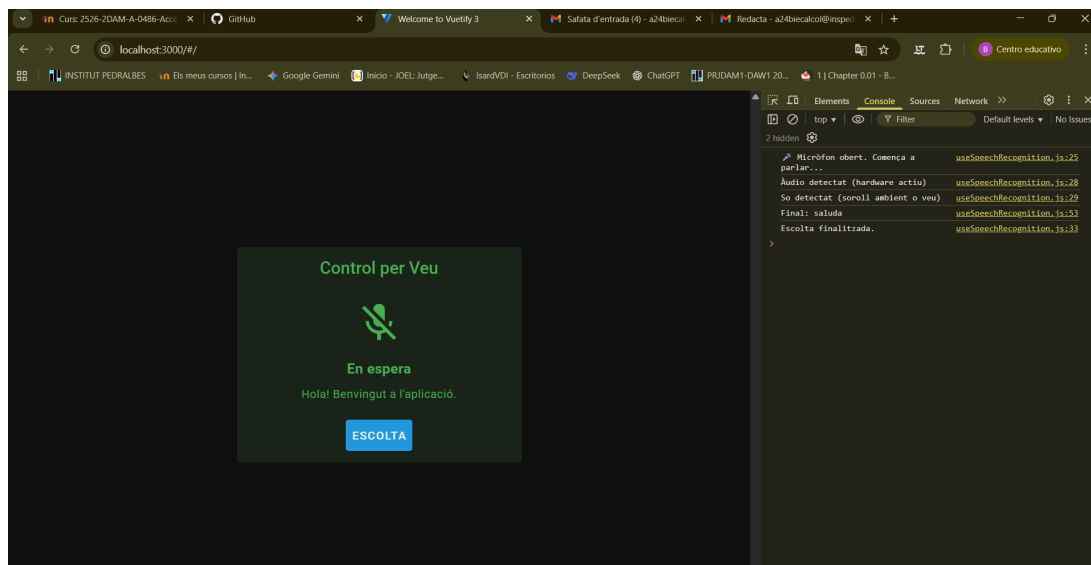 Curs: 2526-2DAM-A-0486-Accé
GitHub
Welcome to Vuetify 3
Safata d'entrada (4) - a24biecal
Redacta - a24biecalcol@insped
localhost:3000/#/
B Centro educativo
INSTITUT PEDRALBES
Els meus cursos | In...
Google Gemini
Inicio - JOEL: Jutge...
IsardVDI - Escritorios
DeepSeek
ChatGPT
PRJDAM1-DAW1 20...
1 | Chapter 0.01 - B...
Elements Console Sources Network
top Filter Default levels No Issues
2 hidden
Micròfon obert. Comença a useSpeechRecognition.js:25
parlar...
Àudio detectat (hardware actiu) useSpeechRecognition.js:28
So detectat (soroll ambient o veu) useSpeechRecognition.js:29
Final: saluda useSpeechRecognition.js:53
Escolta finalitzada. useSpeechRecognition.js:33
Control per Veu
En espera
Hola! Benvingut a l'aplicació.
ESCOLTA